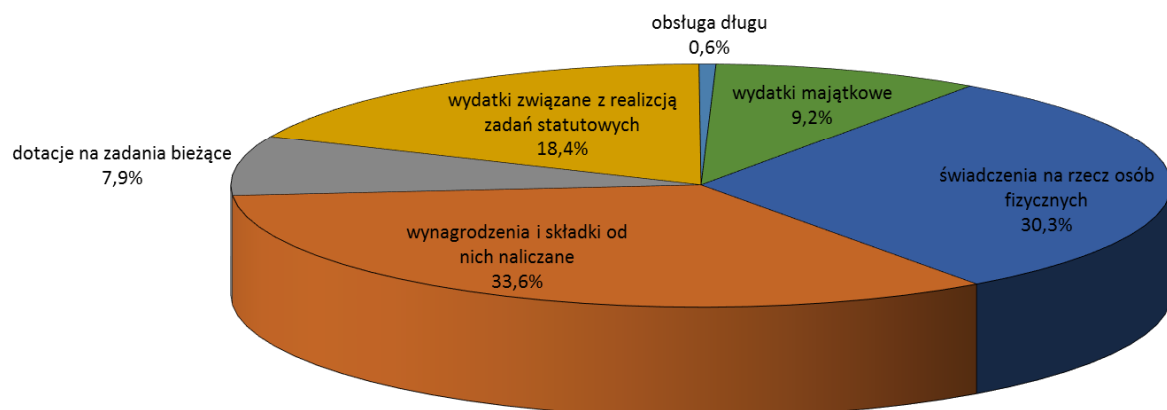 obsługa długu
0,6%
wydatki majątkowe
9,2%
świadczenia na rzecz osób
fizycznych
30,3%
wynagrodzenia i składki od
nich naliczane
33,6%
dotacje na zadania bieżące
7,9%
wydatki związane z realizcją
zadań statutowych
18,4%